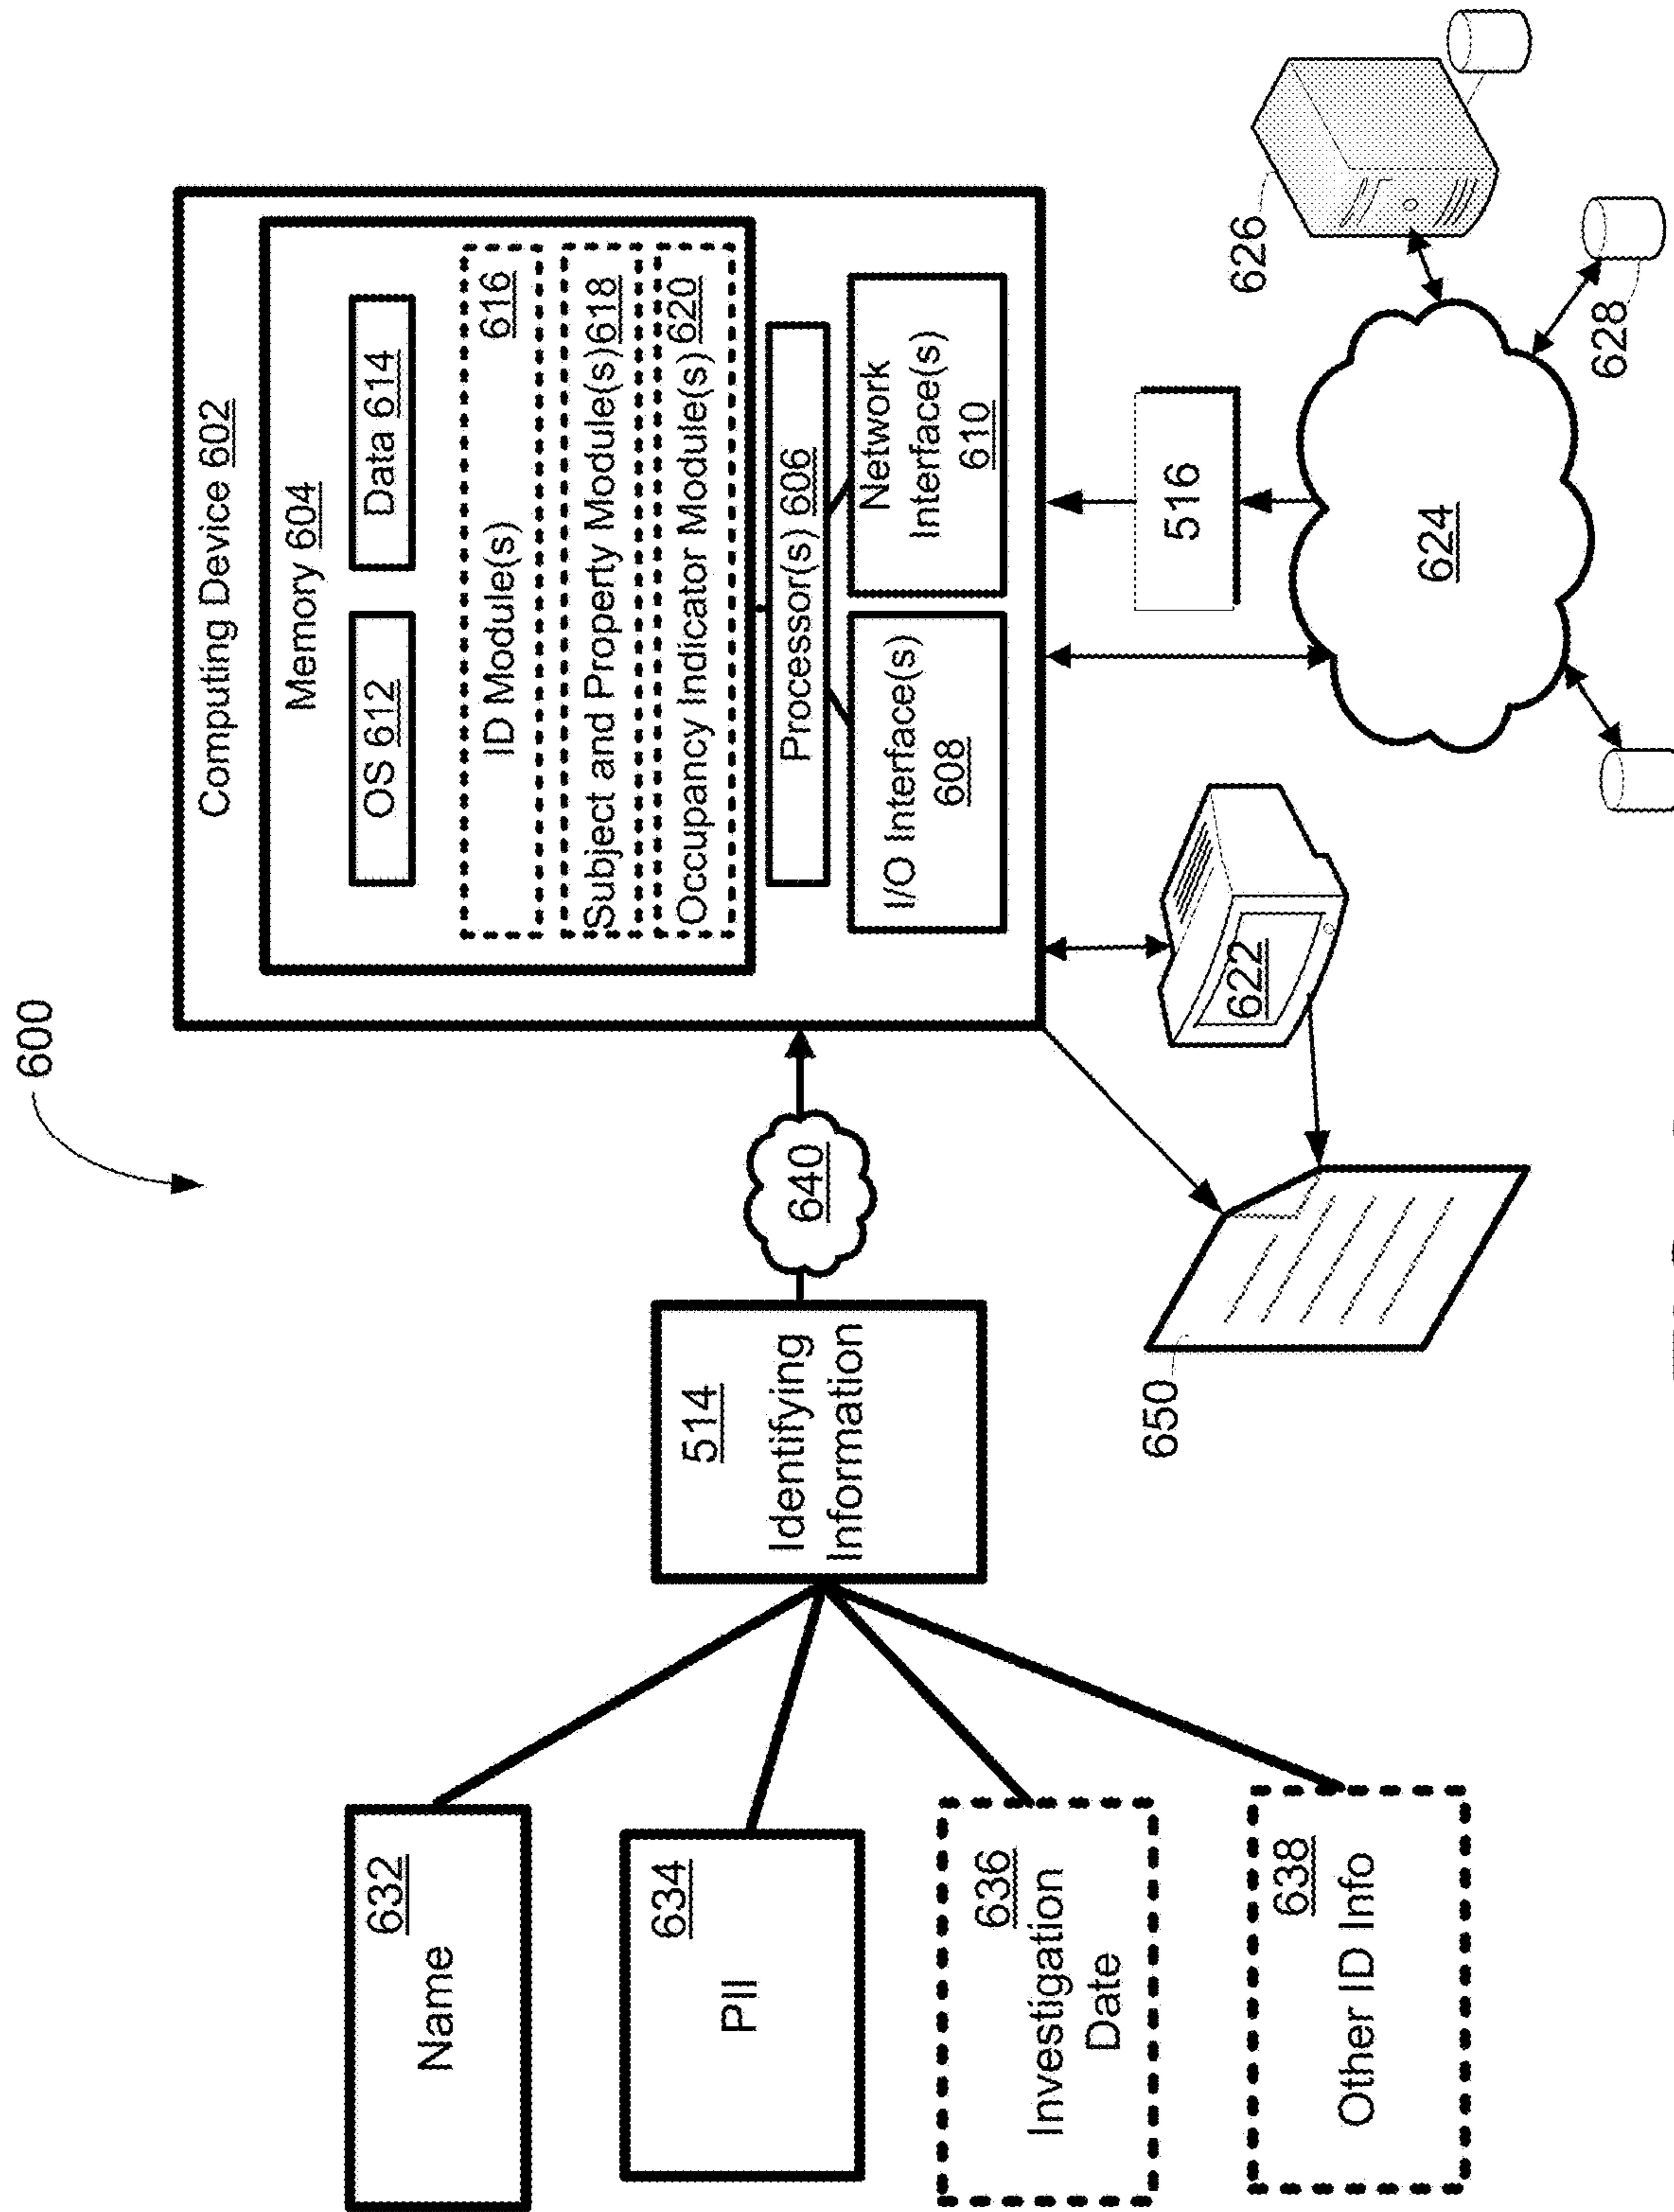 600
Computing Device 602
Memory 604
OS 612
Data 614
ID Module(s)
616
Subject and Property Module(s) 618
Occupancy Indicator Module(s) 620
Processor(s) 606
I/O Interface(s)
608
Network
Interface(s)
610
632
Name
634
PII
636
Investigation
Date
638
Other ID Info
514
Identifying
Information
640
650
622
516
624
626
628